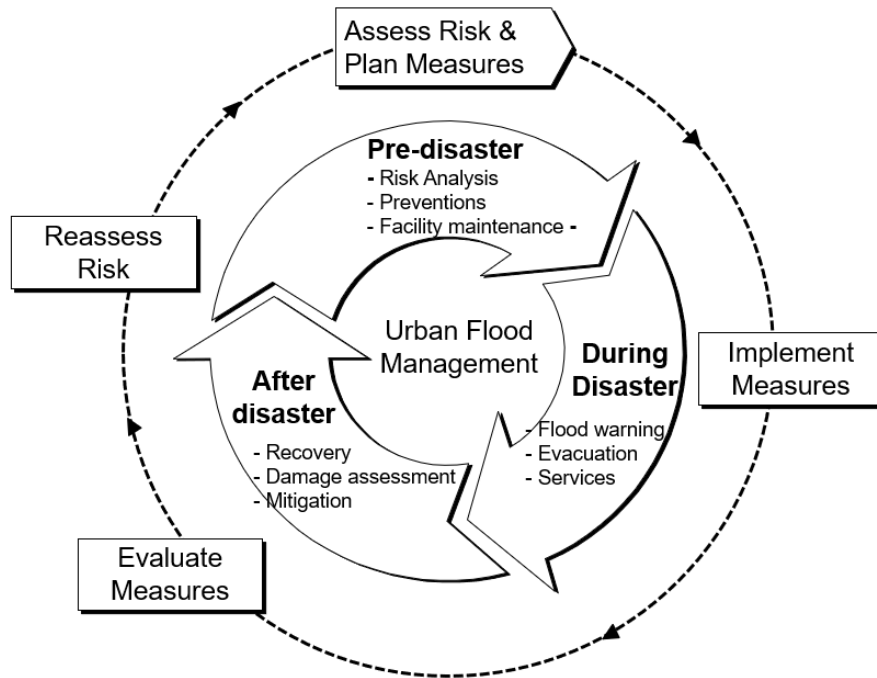 Assess Risk &
Plan Measures
Pre-disaster
- Risk Analysis
- Preventions
- Facility maintenance -
Reassess
Risk
Urban Flood
Management
During
Disaster
- Flood warning
- Evacuation
- Services
Implement
Measures
After
disaster
- Recovery
- Damage assessment
- Mitigation
Evaluate
Measures